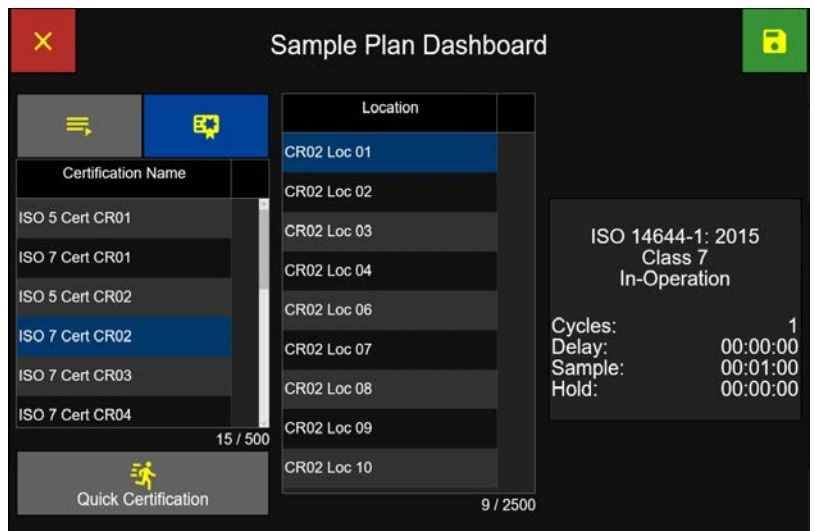 Sample Plan Dashboard
Certification Name
ISO 5 Cert CR01
ISO 7 Cert CR01
ISO 5 Cert CR02
ISO 7 Cert CR02
ISO 7 Cert CR03
ISO 7 Cert CR04
15 / 500
Quick Certification
Location
CR02 Loc 01
CR02 Loc 02
CR02 Loc 03
CR02 Loc 04
CR02 Loc 06
CR02 Loc 07
CR02 Loc 08
CR02 Loc 09
CR02 Loc 10
9 / 2500
ISO 14644-1: 2015
Class 7
In-Operation
Cycles: 1
Delay: 00:00:00
Sample: 00:01:00
Hold: 00:00:00